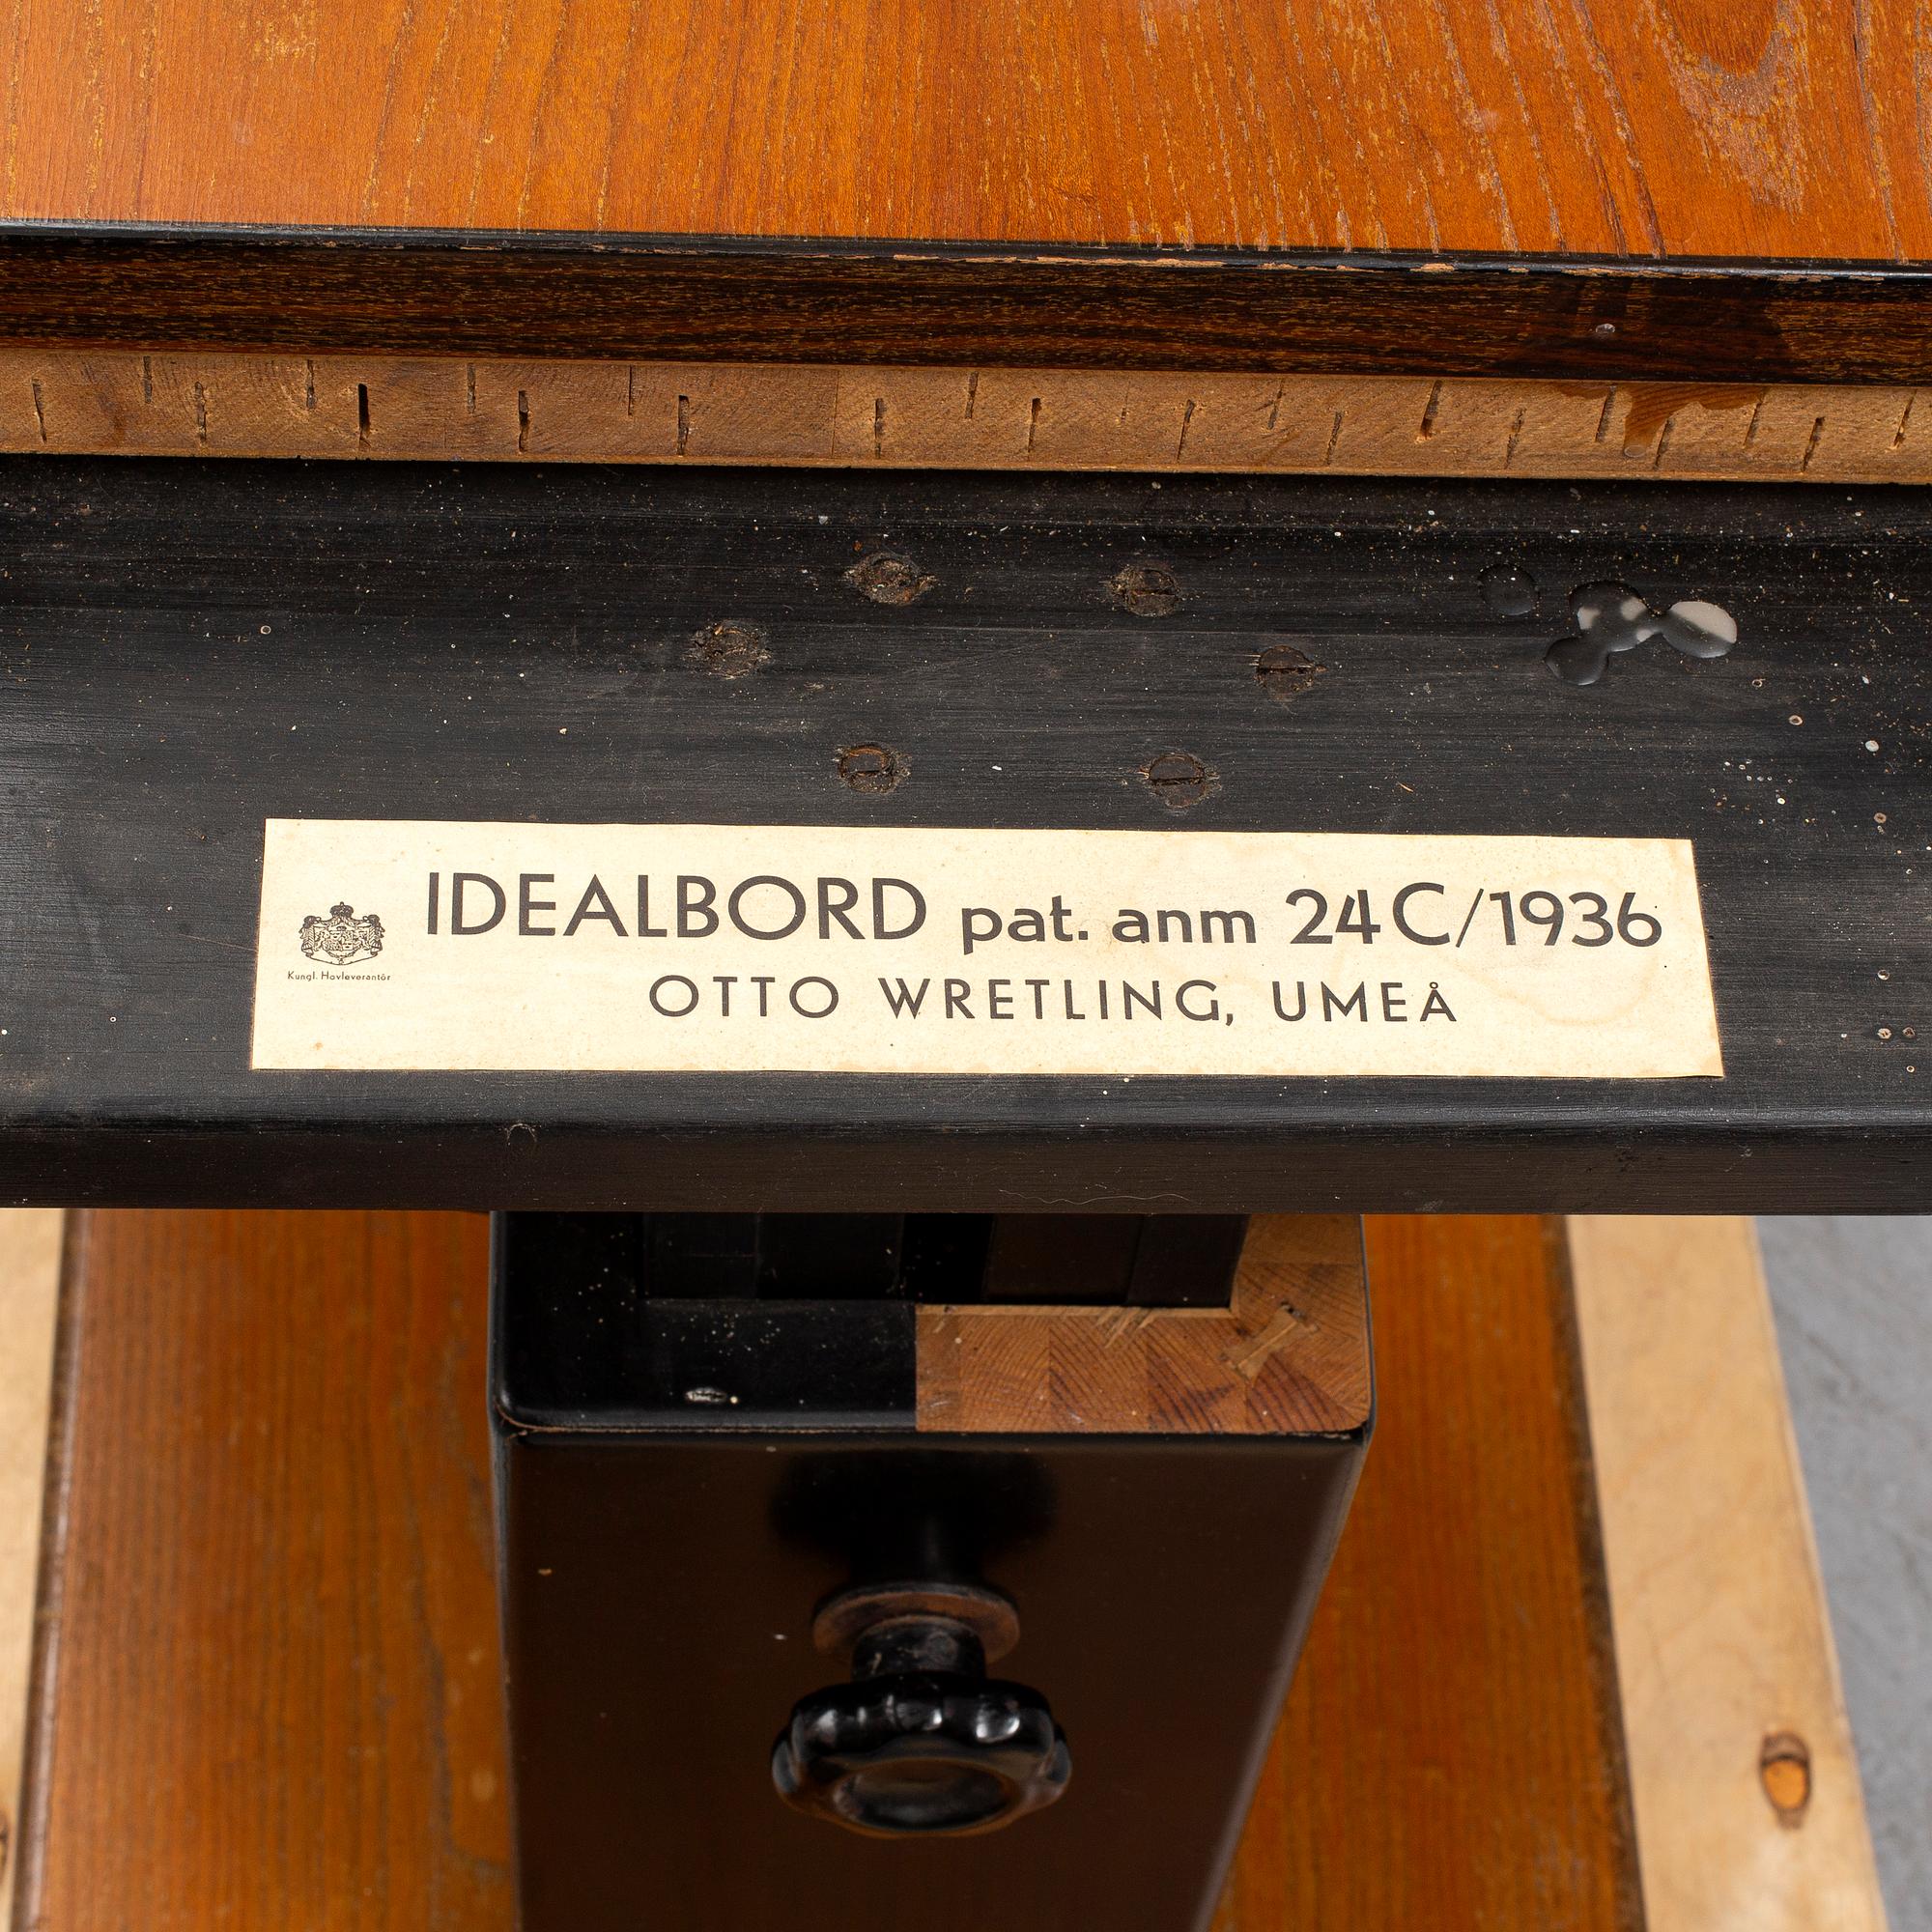 IDEALBORD pat. anm 24C/1936
Kungl. Hovleverantör
OTTO WRETLING, UMEÅ